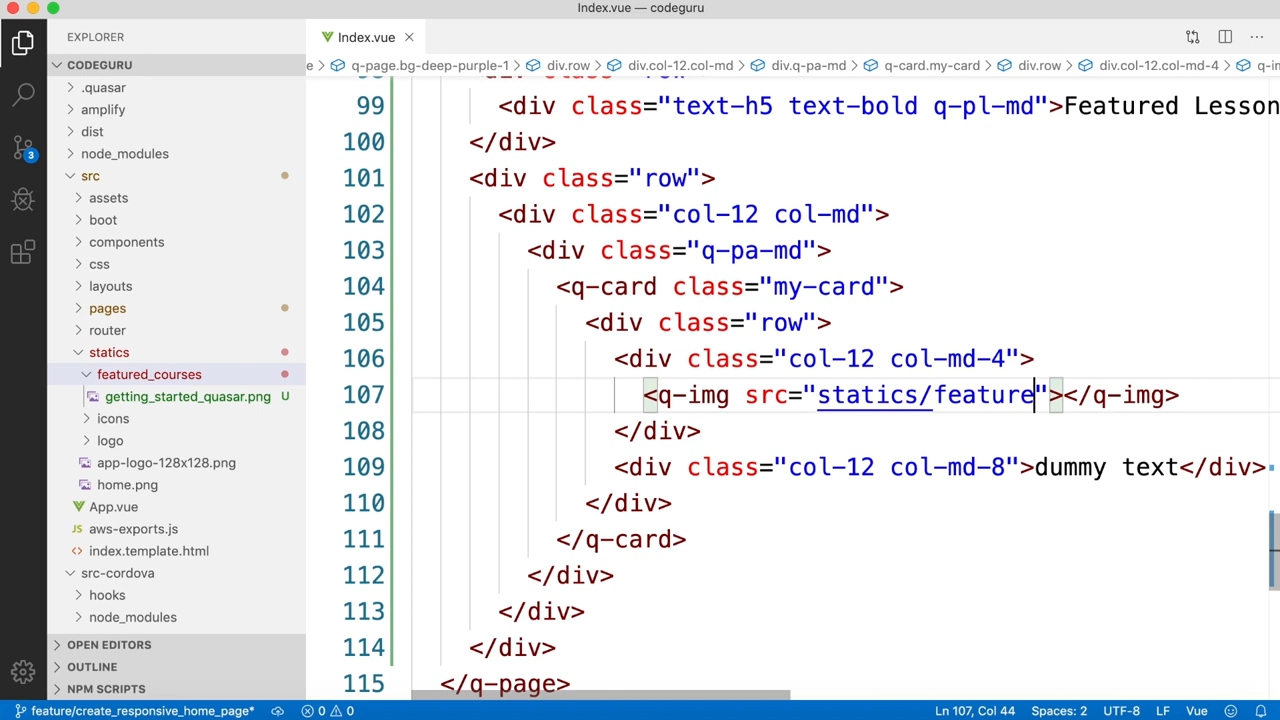 Index.vue — codeguru
EXPLORER
CODEGURU
.quasar
amplify
dist
node_modules
src
assets
boot
components
css
layouts
pages
router
statics
featured_courses
getting_started_quasar.png U
icons
logo
app-logo-128x128.png
home.png
App.vue
JS aws-exports.js
<> index.template.html
src-cordova
hooks
node_modules
OPEN EDITORS
OUTLINE
NPM SCRIPTS
3
Index.vue ×
e > q-page.bg-deep-purple-1 > div.row > div.col-12.col-md > div.q-pa-md > q-card.my-card > div.row > div.col-12.col-md-4 > q-im
99 <div class="text-h5 text-bold q-pl-md">Featured Lesson
100 </div>
101 <div class="row">
102 <div class="col-12 col-md">
103 <div class="q-pa-md">
104 <q-card class="my-card">
105 <div class="row">
106 <div class="col-12 col-md-4">
107 <q-img src="statics/feature"></q-img>
108 </div>
109 <div class="col-12 col-md-8">dummy text</div>
110 </div>
111 </q-card>
112 </div>
113 </div>
114 </div>
115 </q-page>
feature/create_responsive_home_page* 0 0 Ln 107, Col 44 Spaces: 2 UTF-8 LF Vue